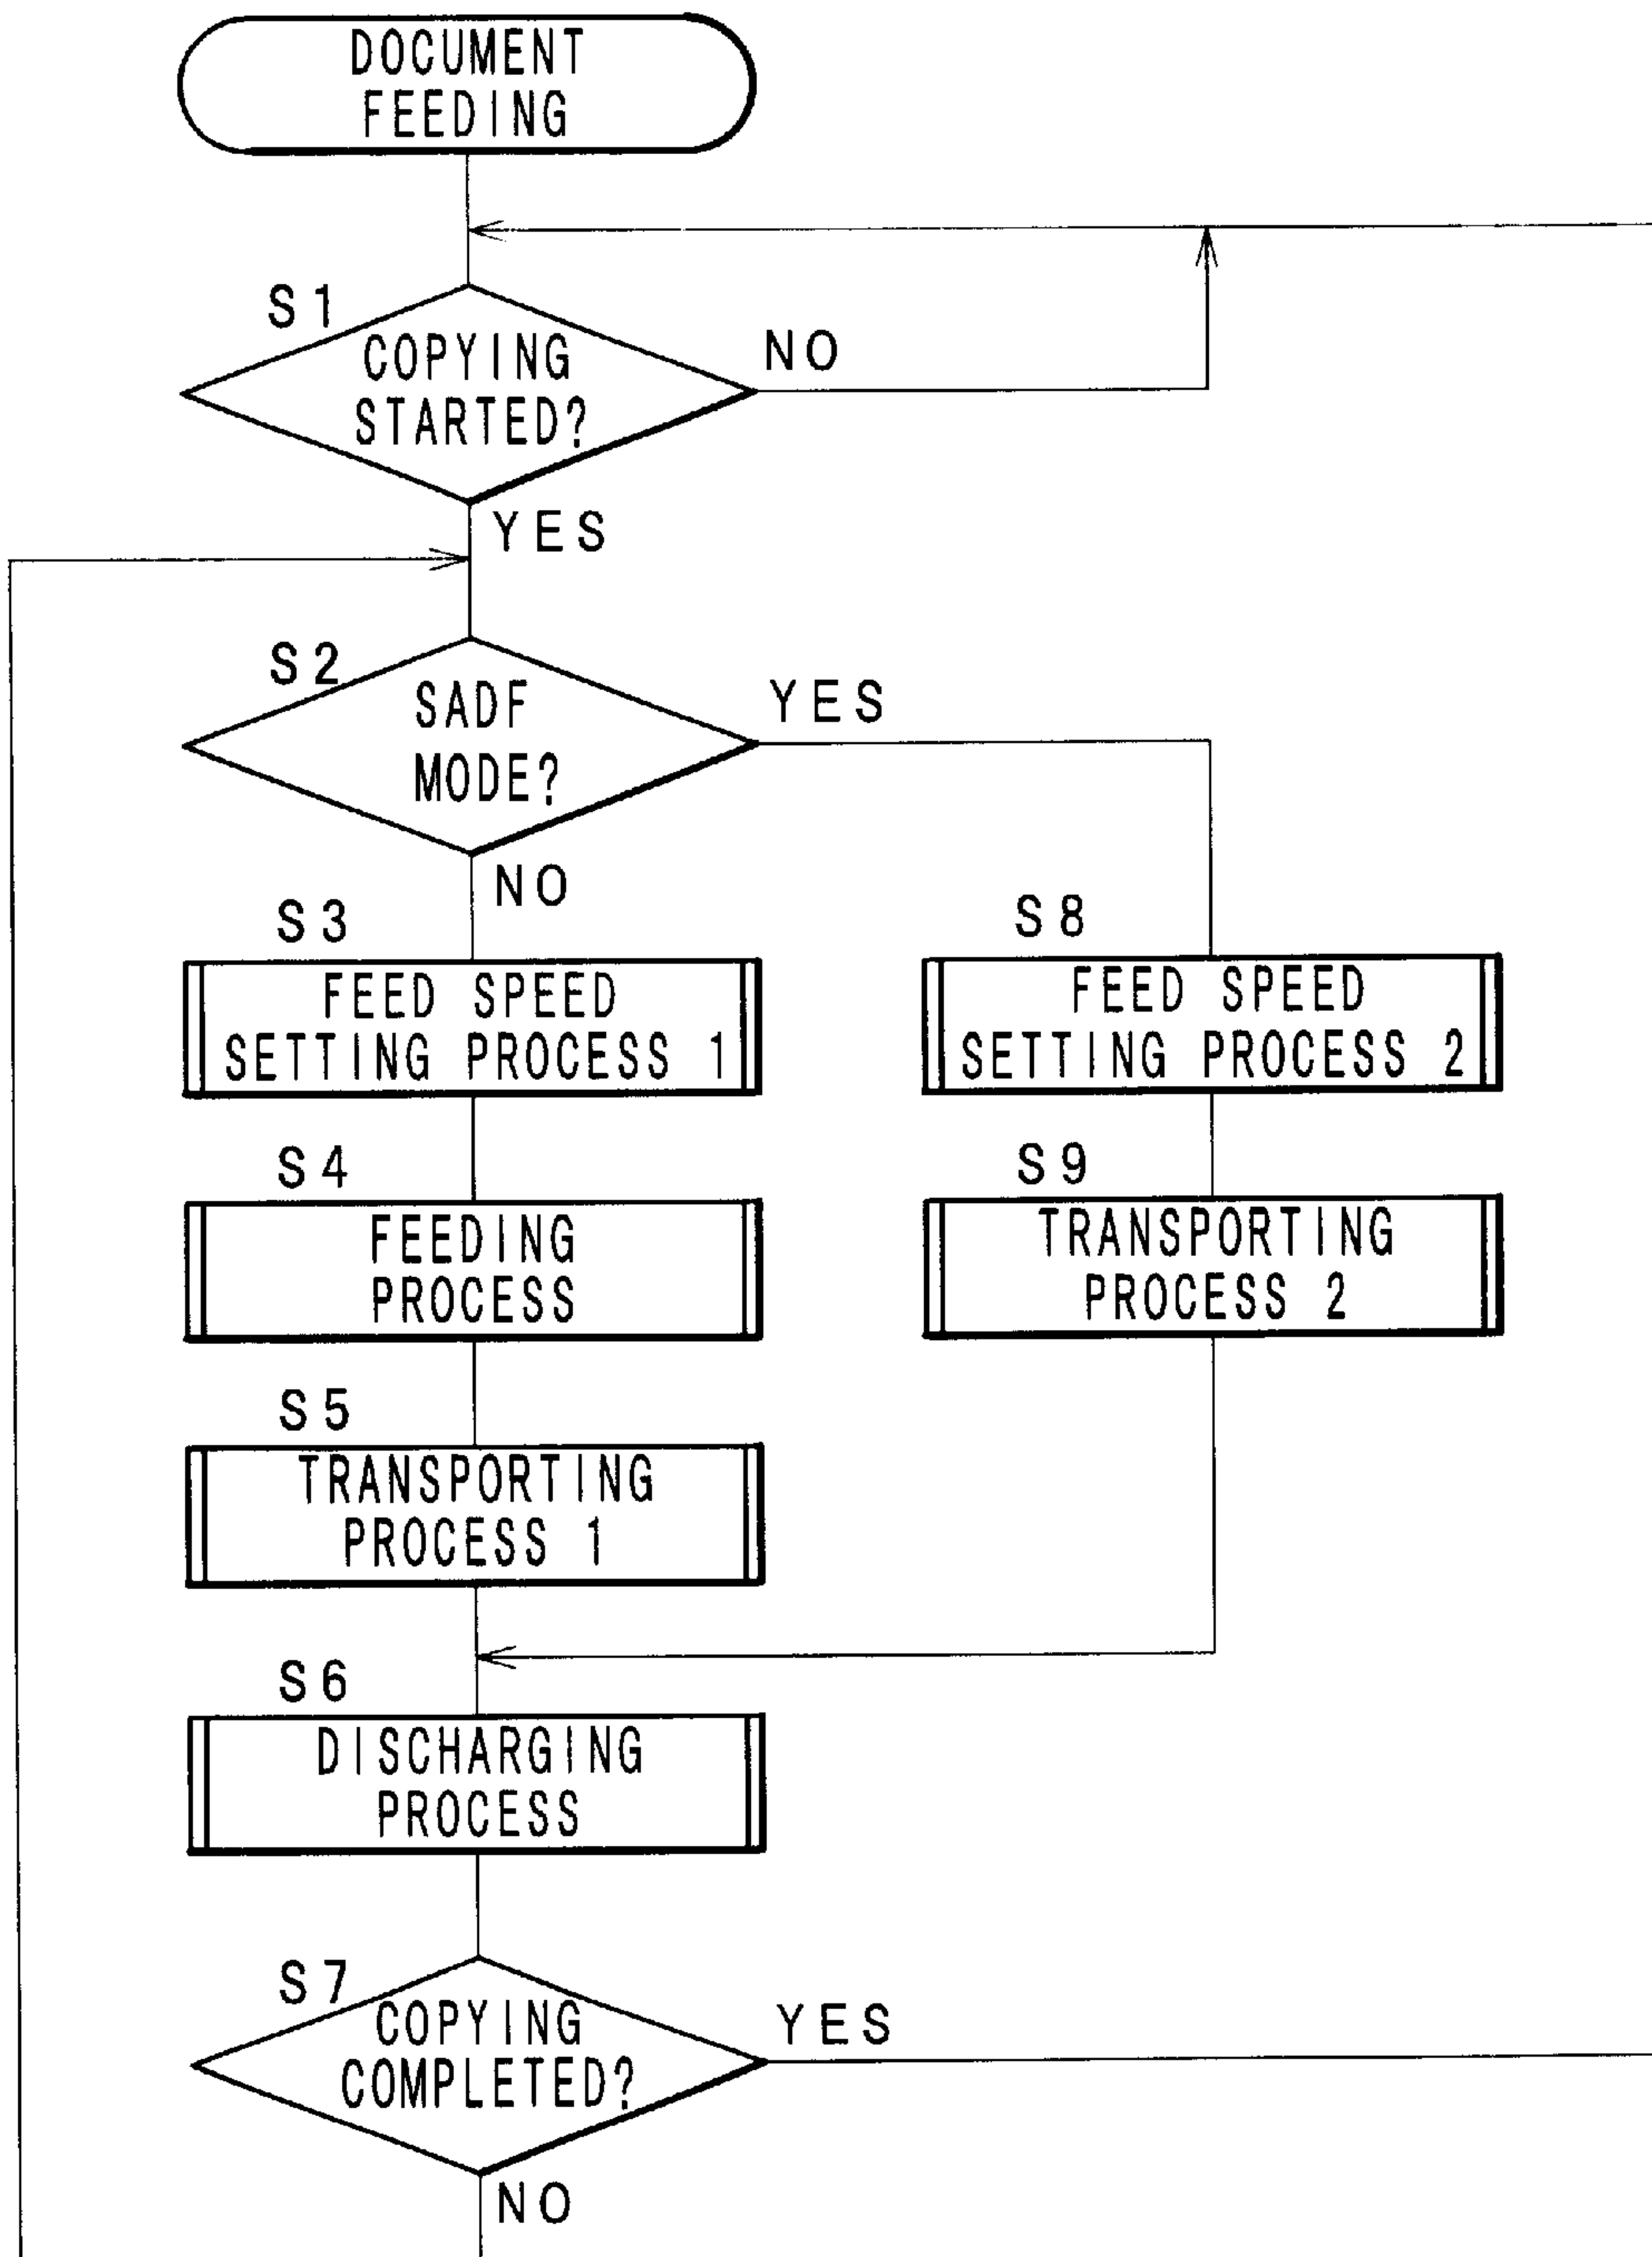 DOCUMENT
FEEDING
S1
COPYING
STARTED?
NO
YES
S2
SADF
MODE?
YES
NO
S3
FEED SPEED
SETTING PROCESS 1
S8
FEED SPEED
SETTING PROCESS 2
S4
FEEDING
PROCESS
S9
TRANSPORTING
PROCESS 2
S5
TRANSPORTING
PROCESS 1
S6
DISCHARGING
PROCESS
S7
COPYING
COMPLETED?
YES
NO